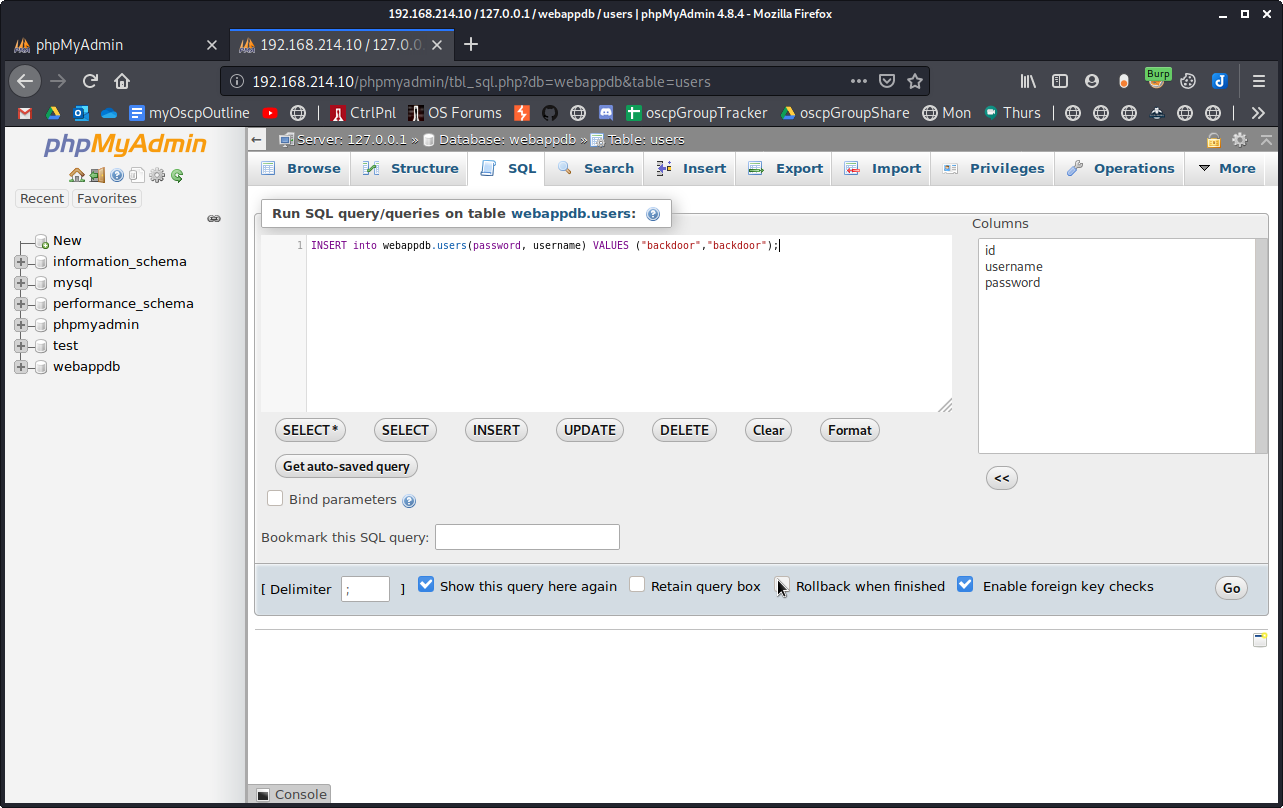 192.168.214.10 / 127.0.0.1 / webappdb / users | phpMyAdmin 4.8.4 - Mozilla Firefox
phpMyAdmin
192.168.214.10 / 127.0.0
192.168.214.10/phpmyadmin/tbl_sql.php?db=webappdb&table=users
Burp
myOscpOutline CtrlPnl OS Forums oscpGroupTracker oscpGroupShare Mon Thurs
phpMyAdmin
Recent Favorites
New
information_schema
mysql
performance_schema
phpmyadmin
test
webappdb
Server: 127.0.0.1 » Database: webappdb » Table: users
Browse Structure SQL Search Insert Export Import Privileges Operations More
Run SQL query/queries on table webappdb.users:
1 INSERT into webappdb.users(password, username) VALUES ("backdoor","backdoor");
Columns
id
username
password
<<
SELECT* SELECT INSERT UPDATE DELETE Clear Format
Get auto-saved query
Bind parameters
Bookmark this SQL query:
[ Delimiter ; ] Show this query here again Retain query box Rollback when finished Enable foreign key checks Go
Console